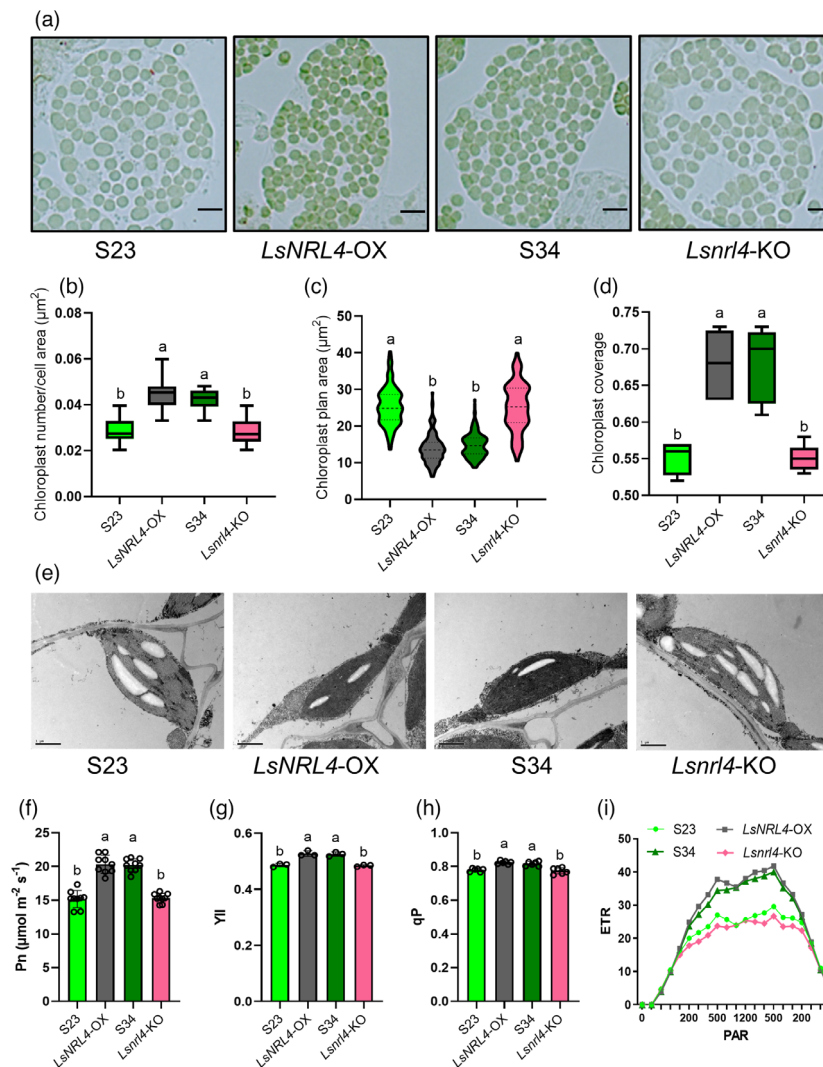 (a)
S23 LsNRL4-OX S34 Lsnrl4-KO
(b)
Chloroplast number/cell area (µm²)
0.08
0.06
0.04
0.02
0.00
b a a b
S23 LsNRL4-OX S34 Lsnrl4-KO
(c)
Chloroplast plan area (µm²)
50
40
30
20
10
0
a b b a
S23 LsNRL4-OX S34 Lsnrl4-KO
(d)
Chloroplast coverage
0.75
0.70
0.65
0.60
0.55
0.50
b a a b
S23 LsNRL4-OX S34 Lsnrl4-KO
(e)
S23 LsNRL4-OX S34 Lsnrl4-KO
(f)
Pn (µmol m⁻² s⁻¹)
25
20
15
10
5
0
b a a b
S23 LsNRL4-OX S34 Lsnrl4-KO
(g)
YII
0.6
0.4
0.2
0.0
b a a b
S23 LsNRL4-OX S34 Lsnrl4-KO
(h)
qP
1.0
0.8
0.6
0.4
0.2
0.0
b a a b
S23 LsNRL4-OX S34 Lsnrl4-KO
(i)
S23 LsNRL4-OX
S34 Lsnrl4-KO
ETR
50
40
30
20
10
0
0 200 500 1200 500 200 0
PAR